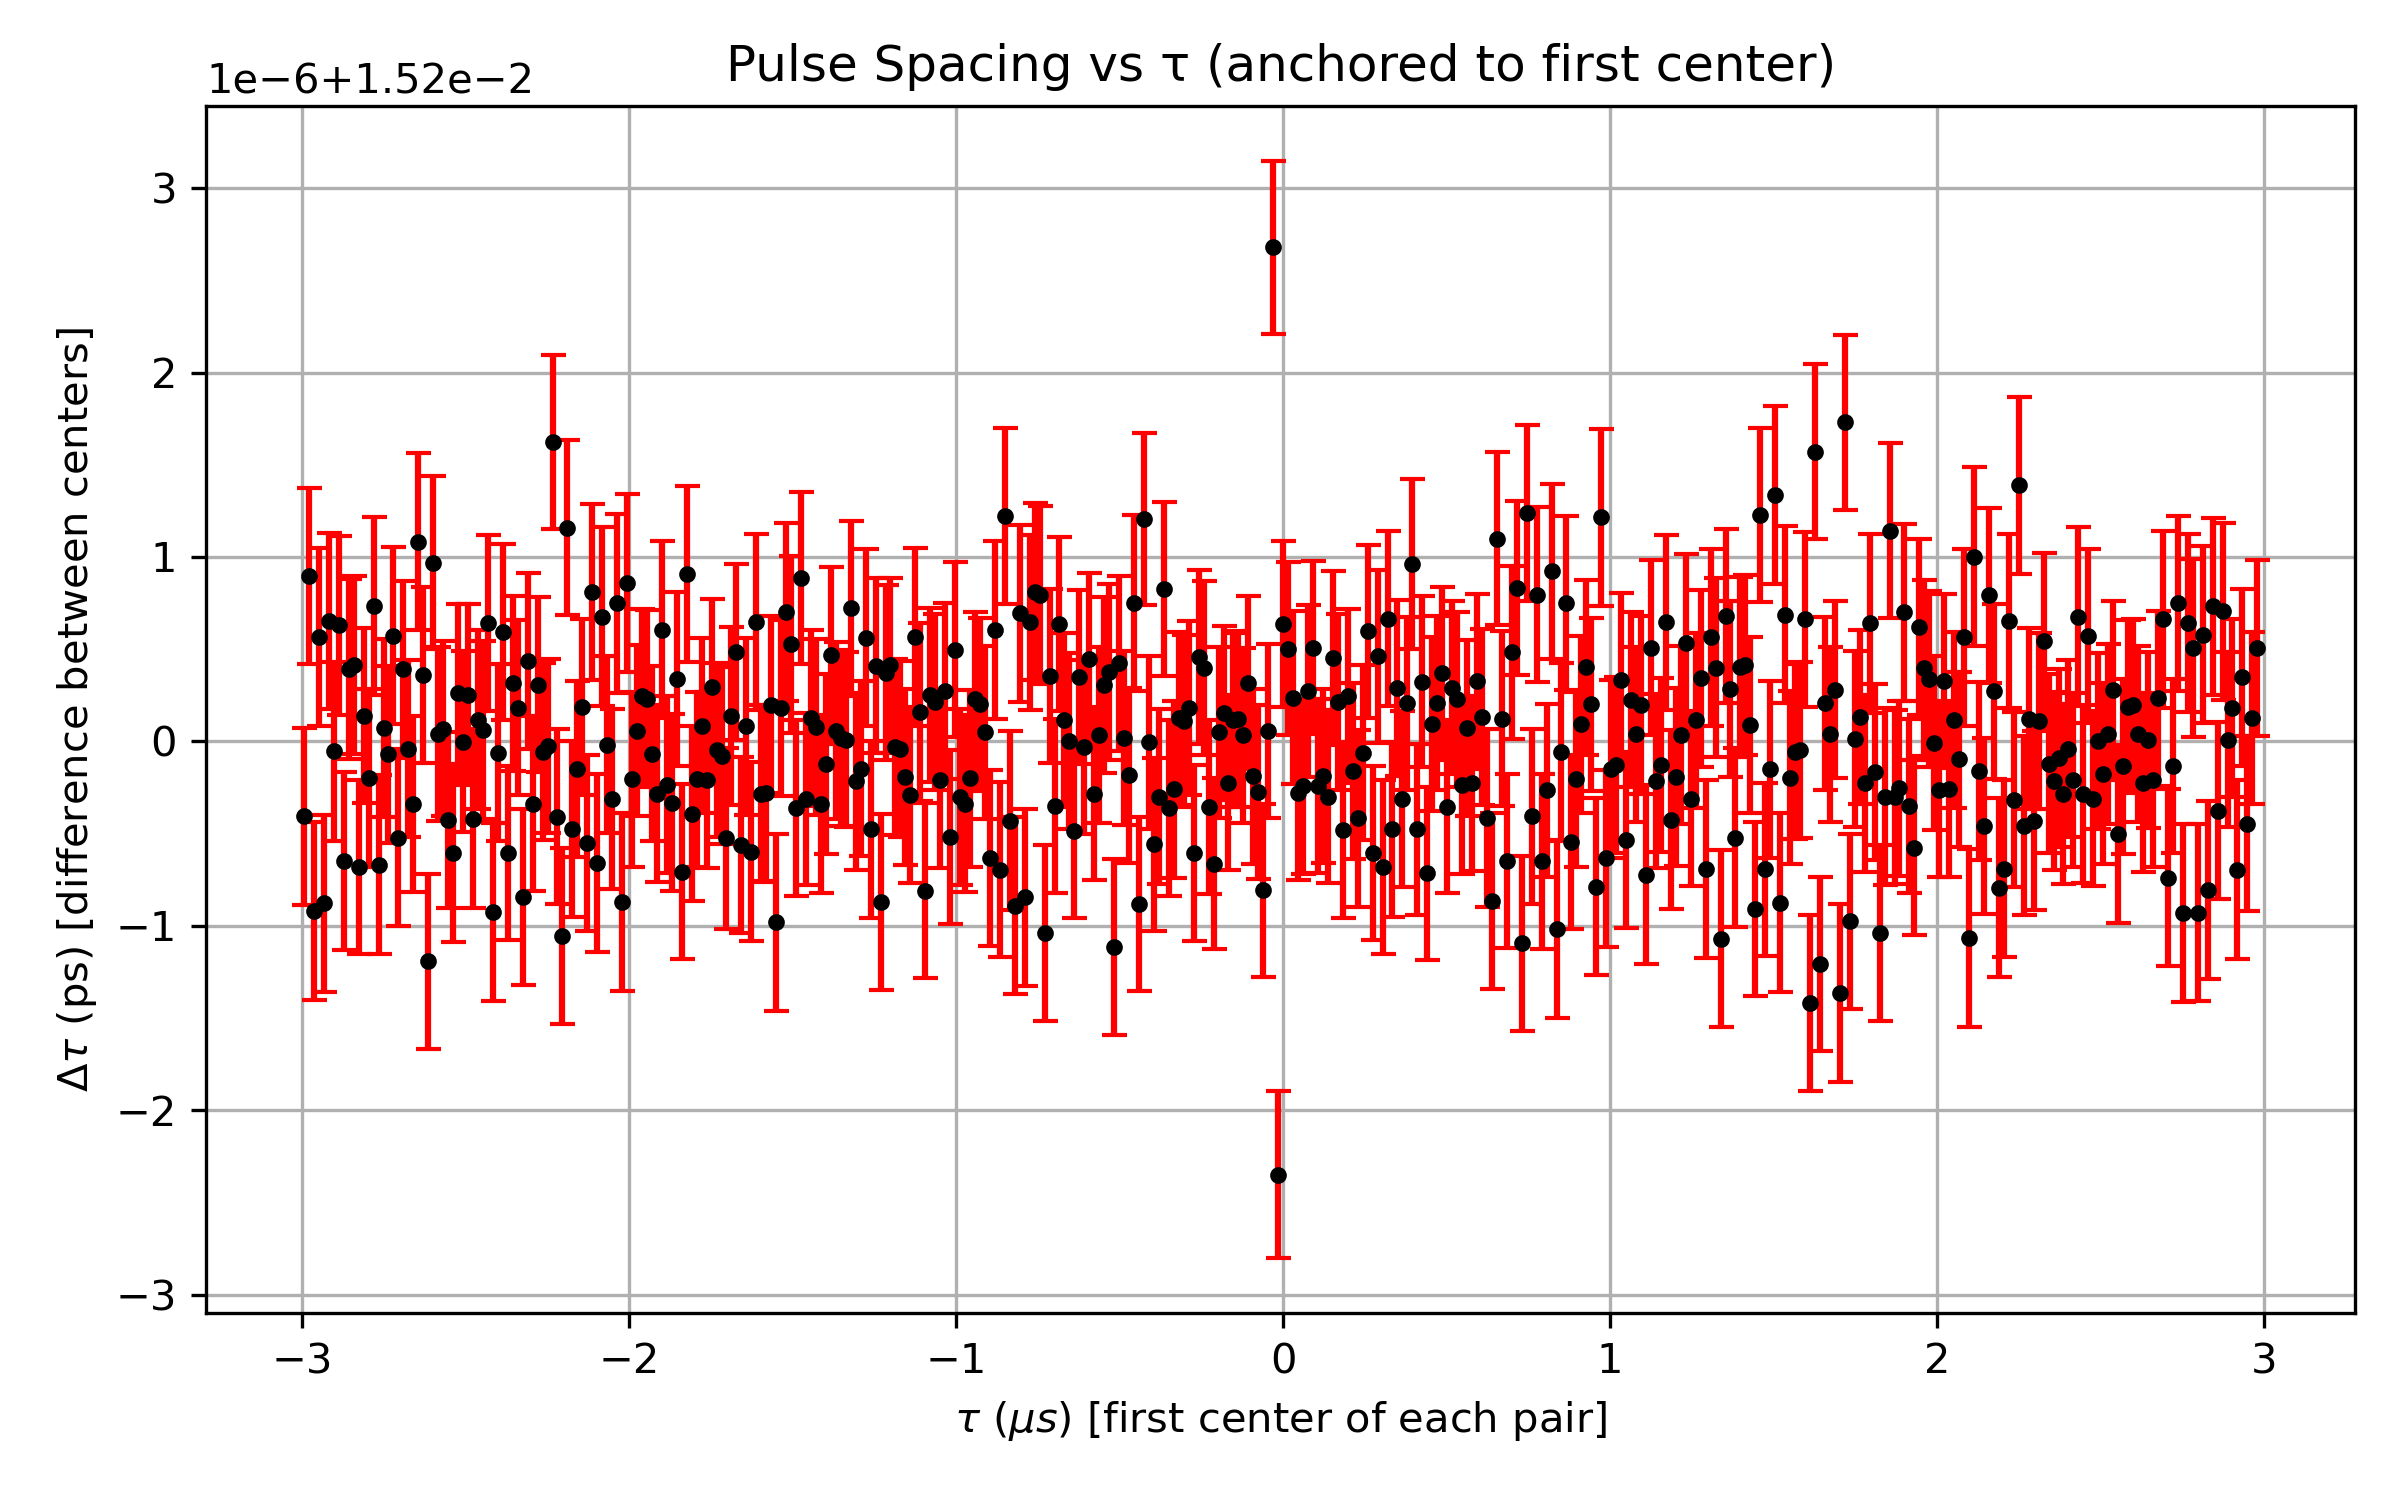 Pulse Spacing vs τ (anchored to first center)
1e−6+1.52e−2
3
2
1
0
−1
−2
−3
Δτ (ps) [difference between centers]
−3 −2 −1 0 1 2 3
τ (μs) [first center of each pair]